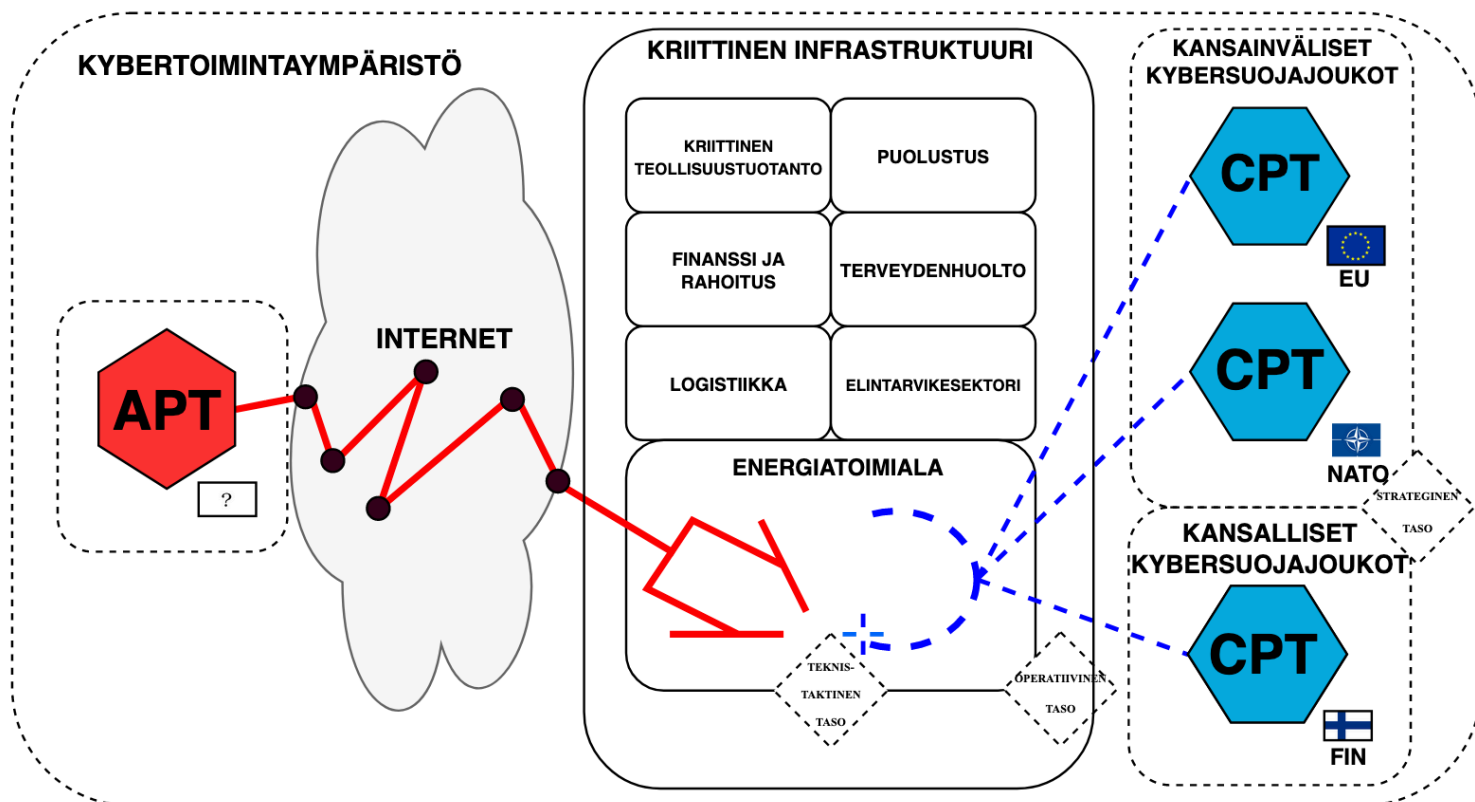 KYBERTOIMINTAYMPÄRISTÖ
APT
?
INTERNET
KRIITTINEN INFRASTRUKTUURI
KRIITTINEN
TEOLLISUUSTUOTANTO
PUOLUSTUS
FINANSSI JA
RAHOITUS
TERVEYDENHUOLTO
LOGISTIIKKA
ELINTARVIKESEKTORI
ENERGIATOIMIALA
TEKNIS-
TAKTINEN
TASO
OPERATIIVINEN
TASO
KANSAINVÄLISET
KYBERSUOJAJOUKOT
CPT
EU
CPT
NATO
STRATEGINEN
TASO
KANSALLISET
KYBERSUOJAJOUKOT
CPT
FIN